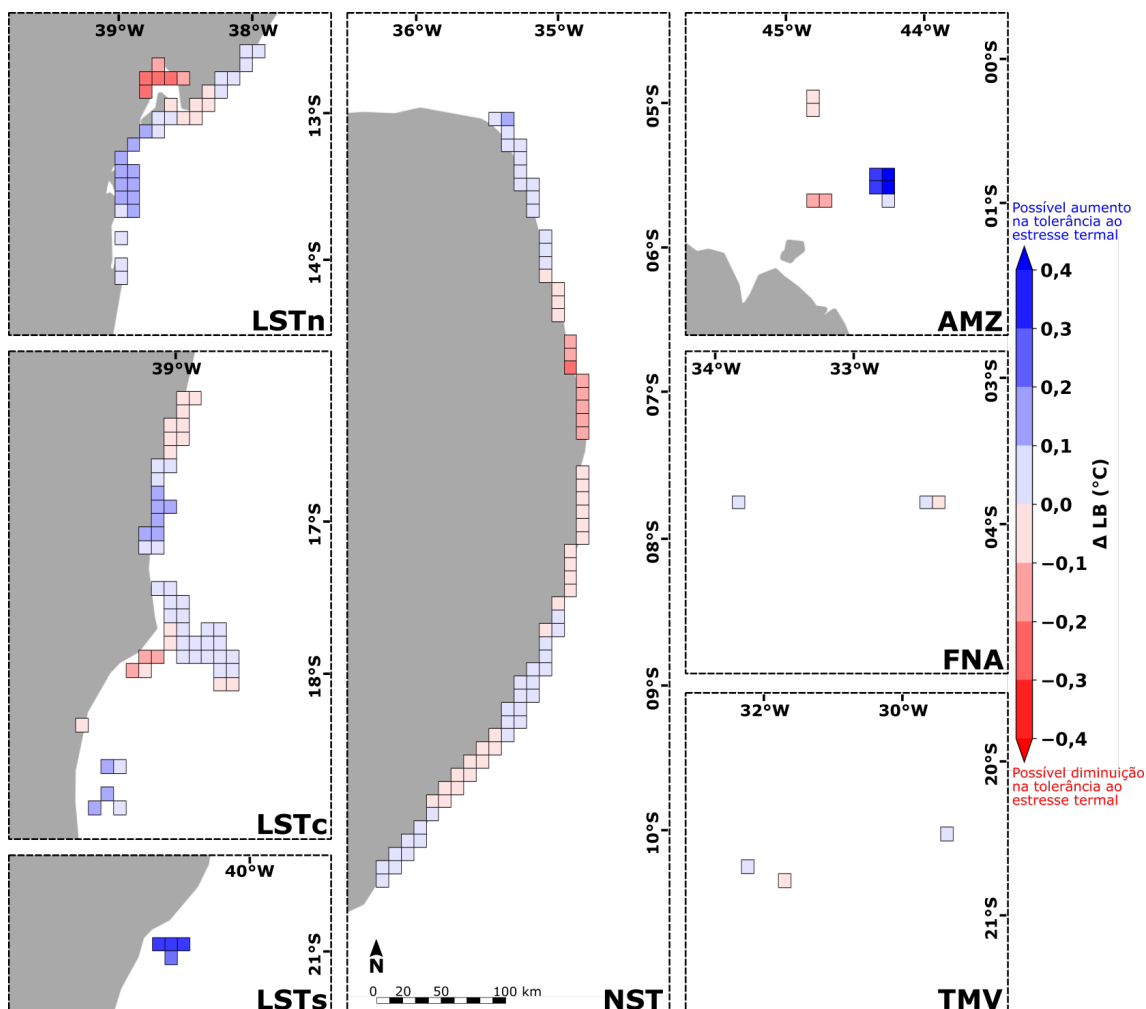 39°W 38°W
13°S
14°S
LSTn
39°W
17°S
18°S
LSTc
40°W
21°S
LSTs
36°W 35°W
05°S
06°S
07°S
08°S
09°S
10°S
N
0 20 50 100 km
NST
45°W 44°W
00°S
01°S
AMZ
34°W 33°W
03°S
04°S
FNA
32°W 30°W
20°S
21°S
TMV
Possível aumento
na tolerância ao
estresse termal
0,4
0,3
0,2
0,1
0,0
−0,1
−0,2
−0,3
−0,4
Δ LB (°C)
Possível diminuição
na tolerância ao
estresse termal